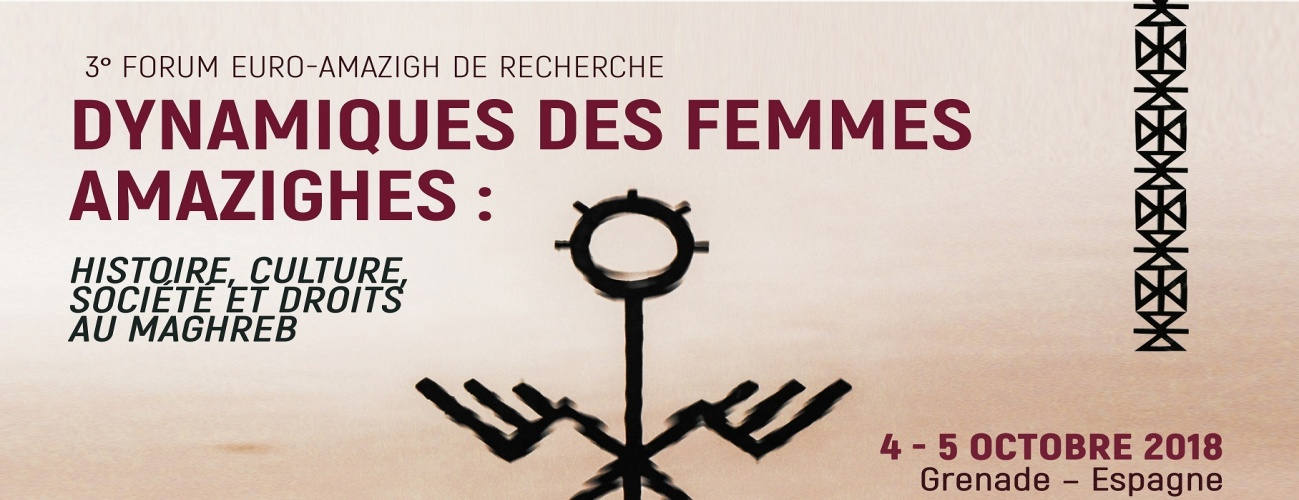 3º FORUM EURO-AMAZIGH DE RECHERCHE
DYNAMIQUES DES FEMMES
AMAZIGHES :
HISTOIRE, CULTURE,
SOCIÉTÉ ET DROITS
AU MAGHREB
4 - 5 OCTOBRE 2018
Grenade – Espagne